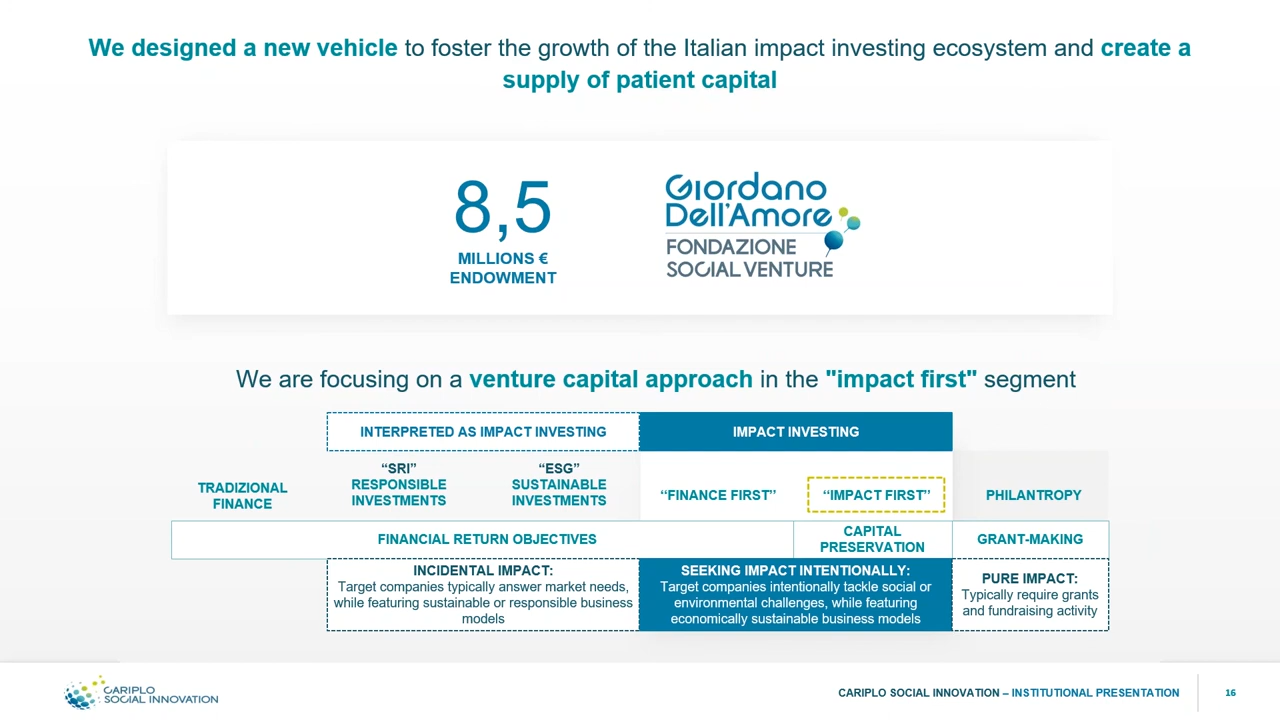 We designed a new vehicle to foster the growth of the Italian impact investing ecosystem and create a
supply of patient capital
8,5
MILLIONS €
ENDOWMENT
Giordano
Dell'Amore
FONDAZIONE
SOCIAL VENTURE
We are focusing on a venture capital approach in the "impact first" segment
INTERPRETED AS IMPACT INVESTING
IMPACT INVESTING
TRADIZIONAL
FINANCE
“SRI”
RESPONSIBLE
INVESTMENTS
“ESG”
SUSTAINABLE
INVESTMENTS
“FINANCE FIRST”
“IMPACT FIRST”
PHILANTROPY
FINANCIAL RETURN OBJECTIVES
CAPITAL
PRESERVATION
GRANT-MAKING
INCIDENTAL IMPACT:
Target companies typically answer market needs,
while featuring sustainable or responsible business
models
SEEKING IMPACT INTENTIONALLY:
Target companies intentionally tackle social or
environmental challenges, while featuring
economically sustainable business models
PURE IMPACT:
Typically require grants
and fundraising activity
CARIPLO
SOCIAL INNOVATION
CARIPLO SOCIAL INNOVATION – INSTITUTIONAL PRESENTATION
16